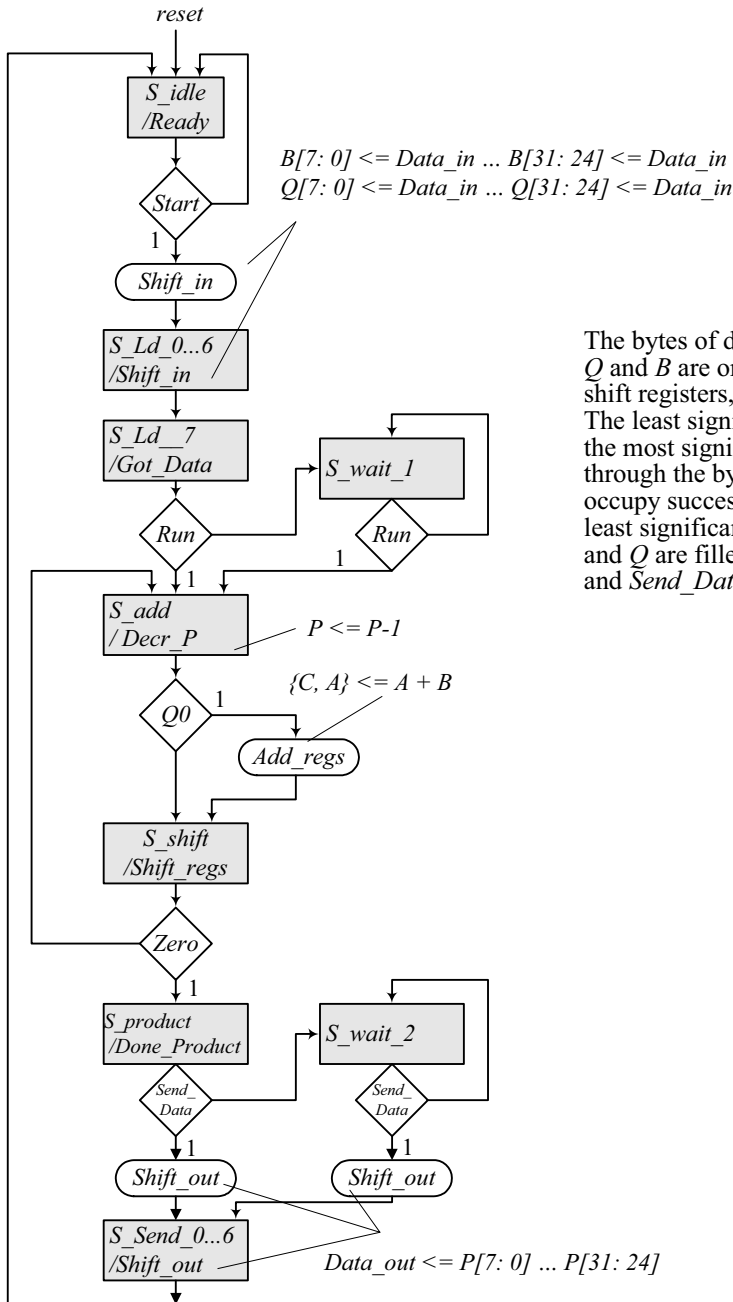 reset
S_idle
/Ready
B[7: 0] <= Data_in ... B[31: 24] <= Data_in
Q[7: 0] <= Data_in ... Q[31: 24] <= Data_in
Start
1
Shift_in
S_Ld_0...6
/Shift_in
The bytes of d
Q and B are or
shift registers,
The least signi
the most signi
through the by
occupy succes
least significar
and Q are fille
and Send_Dat
S_Ld__7
/Got_Data
S_wait_1
Run
Run
1
1
S_add
/ Decr_P
P <= P-1
{C, A} <= A + B
Q0
1
Add_regs
S_shift
/Shift_regs
Zero
1
S_product
/Done_Product
S_wait_2
Send_
Data
Send_
Data
1
1
Shift_out
Shift_out
S_Send_0...6
/Shift_out
Data_out <= P[7: 0] ... P[31: 24]